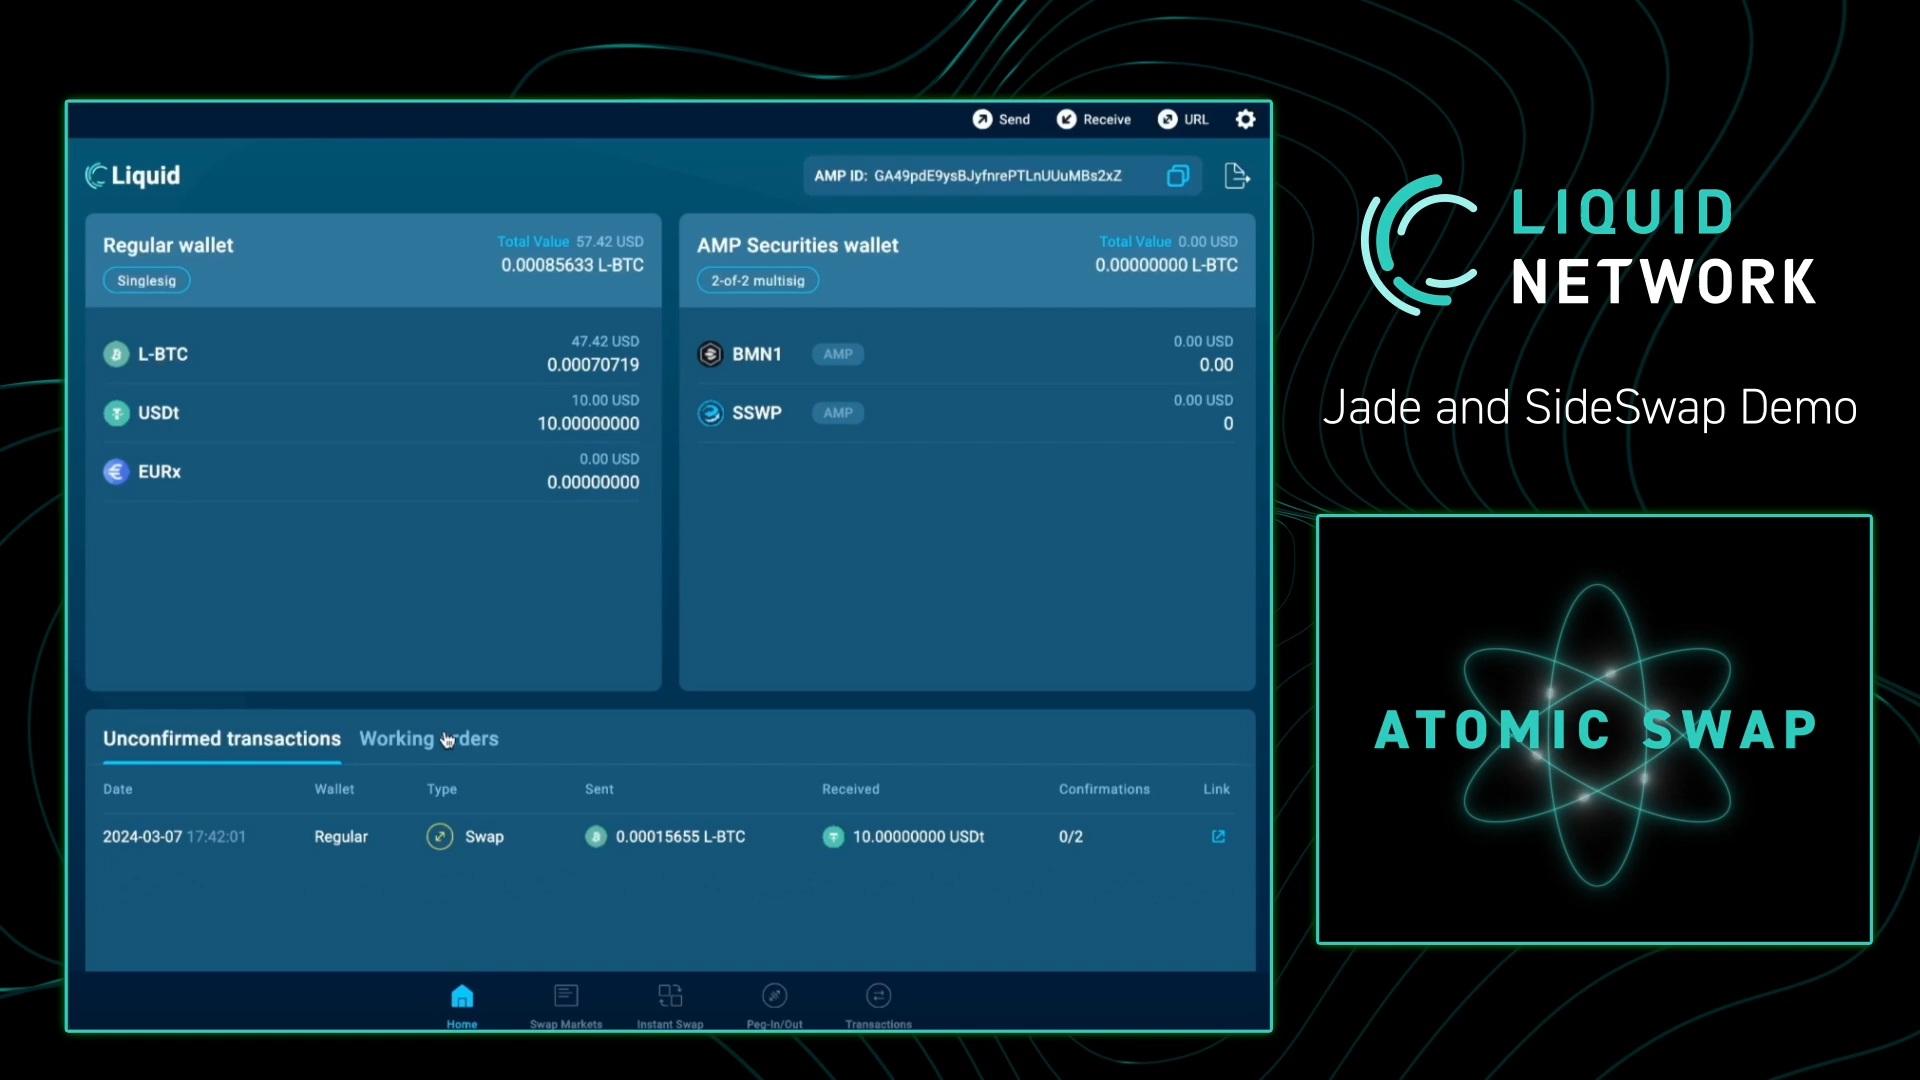 Send Receive URL
Liquid
AMP ID: GA49pdE9ysBJyfnrePTLnUUuMBs2xZ
Regular wallet
Total Value 57.42 USD
Singlesig
0.00085633 L-BTC
L-BTC
47.42 USD
0.00070719
USDt
10.00 USD
10.00000000
EURx
0.00 USD
0.00000000
AMP Securities wallet
Total Value 0.00 USD
2-of-2 multisig
0.00000000 L-BTC
BMN1 AMP
0.00 USD
0.00
SSWP AMP
0.00 USD
0
Unconfirmed transactions Working rders
Date Wallet Type Sent Received Confirmations Link
2024-03-07 17:42:01 Regular Swap 0.00015655 L-BTC 10.00000000 USDt 0/2
Home Swap Markets Instant Swap Peg-In/Out Transactions
LIQUID
NETWORK
Jade and SideSwap Demo
ATOMIC SWAP